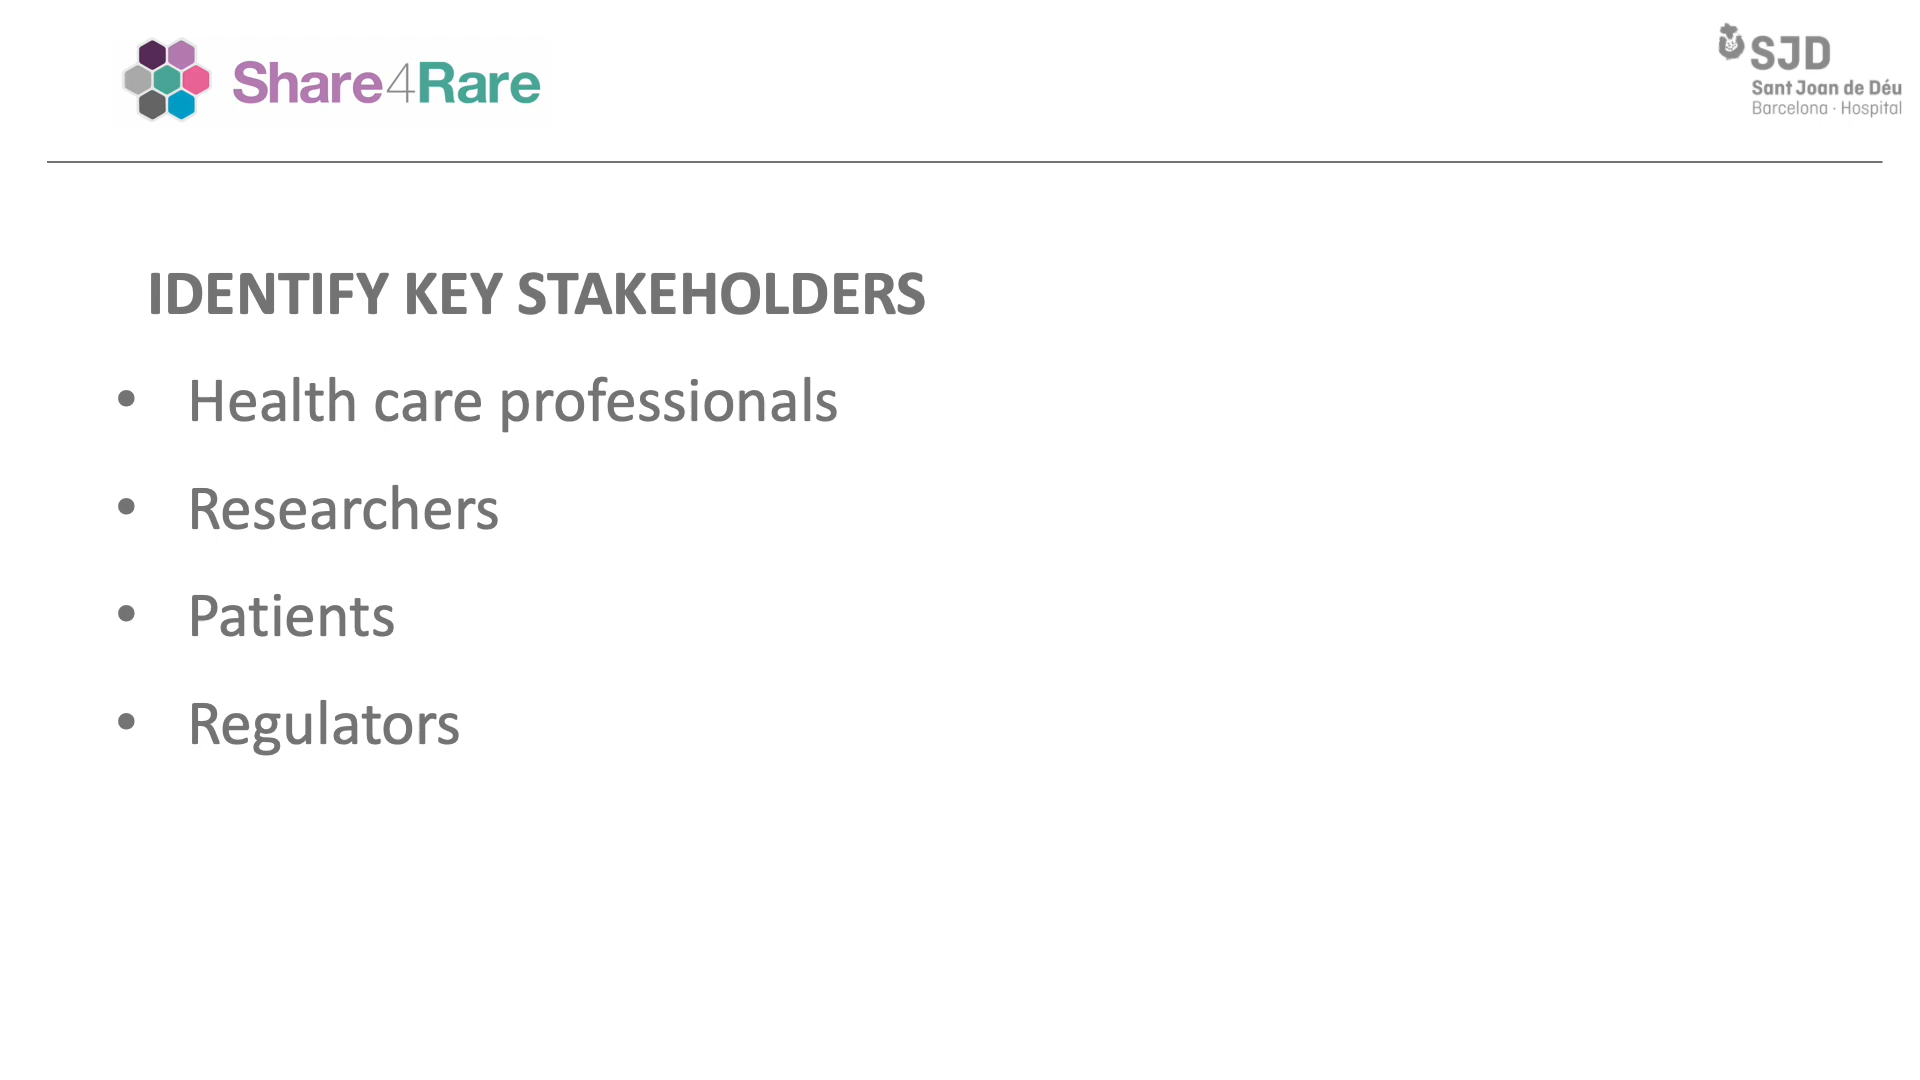 Share4Rare
SJD
Sant Joan de Déu
Barcelona · Hospital
IDENTIFY KEY STAKEHOLDERS
• Health care professionals
• Researchers
• Patients
• Regulators